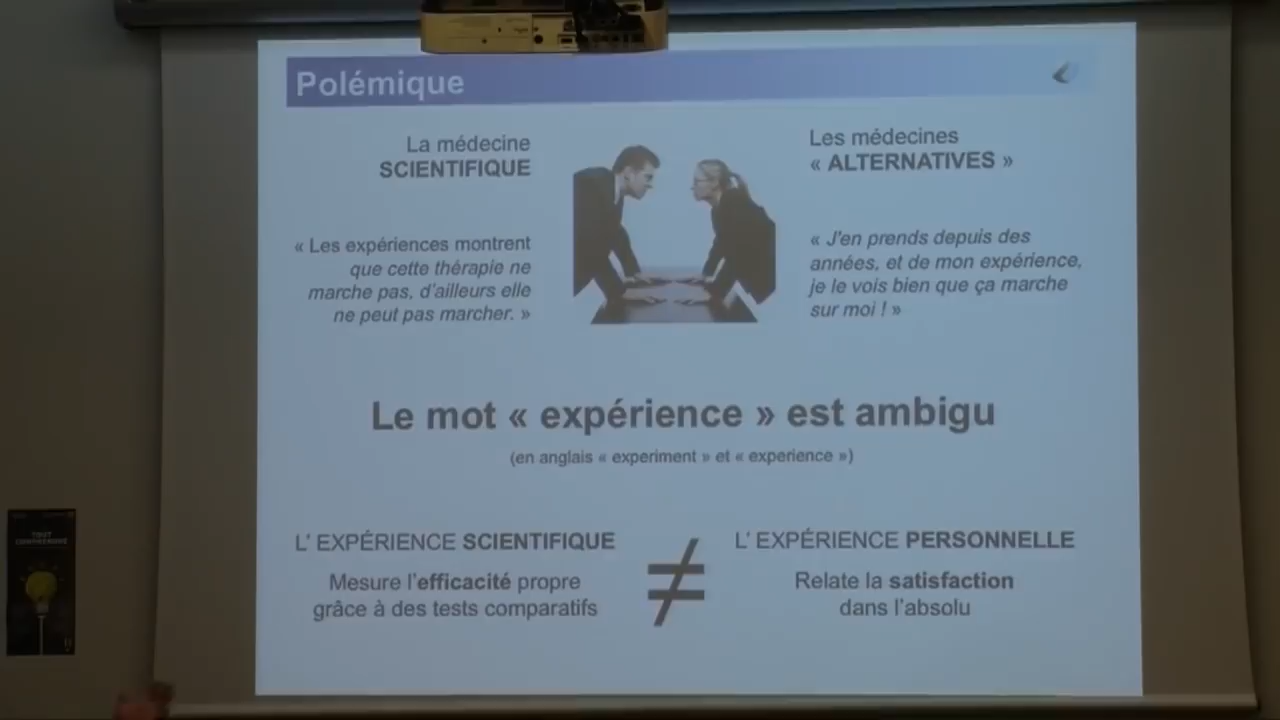 Polémique
La médecine
SCIENTIFIQUE
« Les expériences montrent
que cette thérapie ne
marche pas, d'ailleurs elle
ne peut pas marcher. »
Les médecines
« ALTERNATIVES »
« J'en prends depuis des
années, et de mon expérience,
je le vois bien que ça marche
sur moi ! »
Le mot « expérience » est ambigu
(en anglais « experiment » et « experience »)
L' EXPÉRIENCE SCIENTIFIQUE
Mesure l'efficacité propre
grâce à des tests comparatifs
≠
L' EXPÉRIENCE PERSONNELLE
Relate la satisfaction
dans l'absolu
TOUT
COMPRENDRE